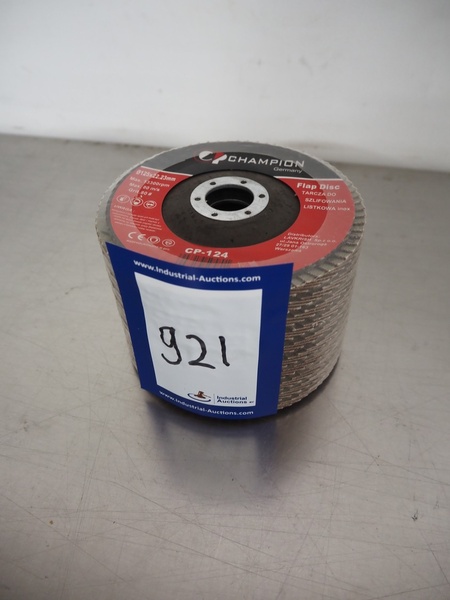 CHAMPION
Germany
Flap Disc
TARCZA DO
SZLIFOWANIA
LISTKOWA inox
CP-124
www.Industrial-Auctions.com
921
Industrial
Auctions
www.Industrial-Auctions.com